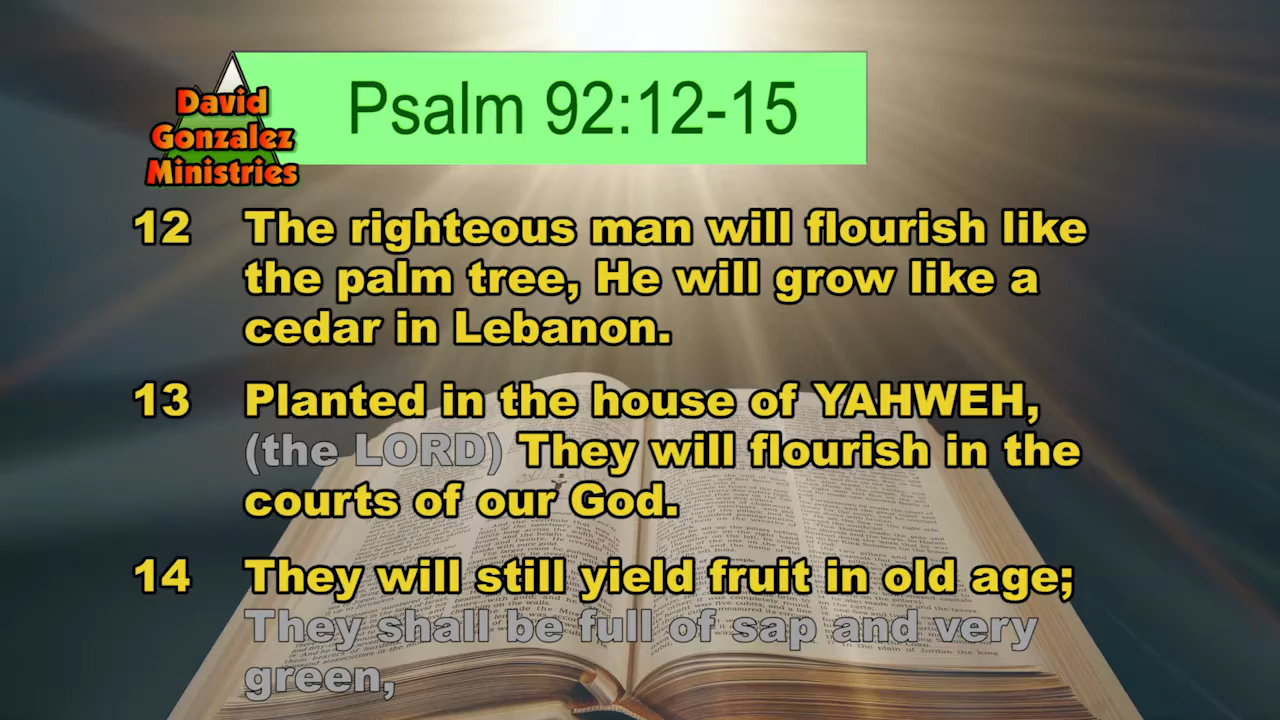 David
Gonzalez
Ministries
Psalm 92:12-15
12 The righteous man will flourish like
the palm tree, He will grow like a
cedar in Lebanon.
13 Planted in the house of YAHWEH,
(the LORD) They will flourish in the
courts of our God.
14 They will still yield fruit in old age;
They shall be full of sap and very
green,